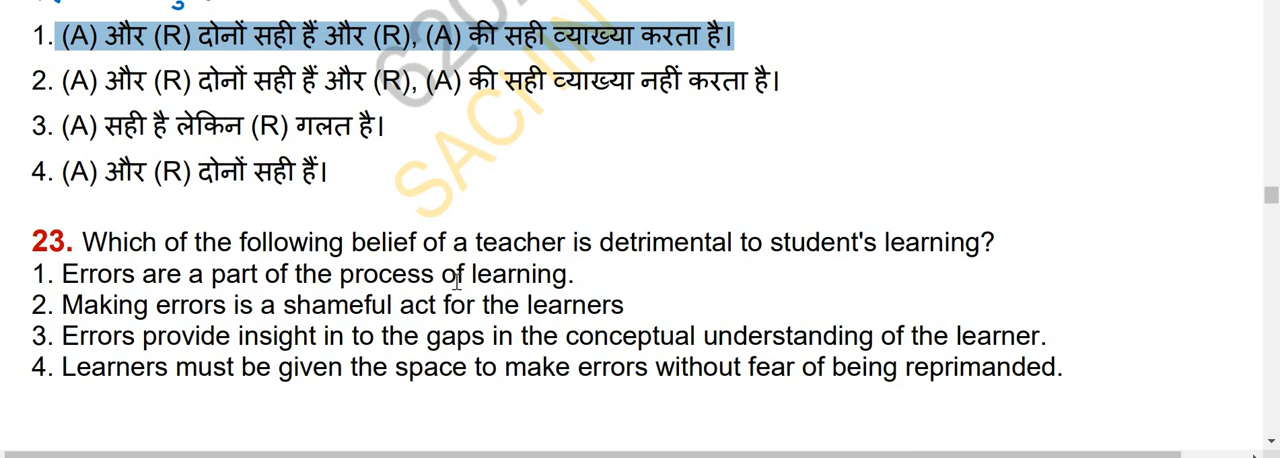 1. (A) और (R) दोनों सही हैं और (R), (A) की सही व्याख्या करता है।
2. (A) और (R) दोनों सही हैं और (R), (A) की सही व्याख्या नहीं करता है।
3. (A) सही है लेकिन (R) गलत है।
4. (A) और (R) दोनों सही हैं।
SACHIN
23. Which of the following belief of a teacher is detrimental to student's learning?
1. Errors are a part of the process of learning.
2. Making errors is a shameful act for the learners
3. Errors provide insight in to the gaps in the conceptual understanding of the learner.
4. Learners must be given the space to make errors without fear of being reprimanded.